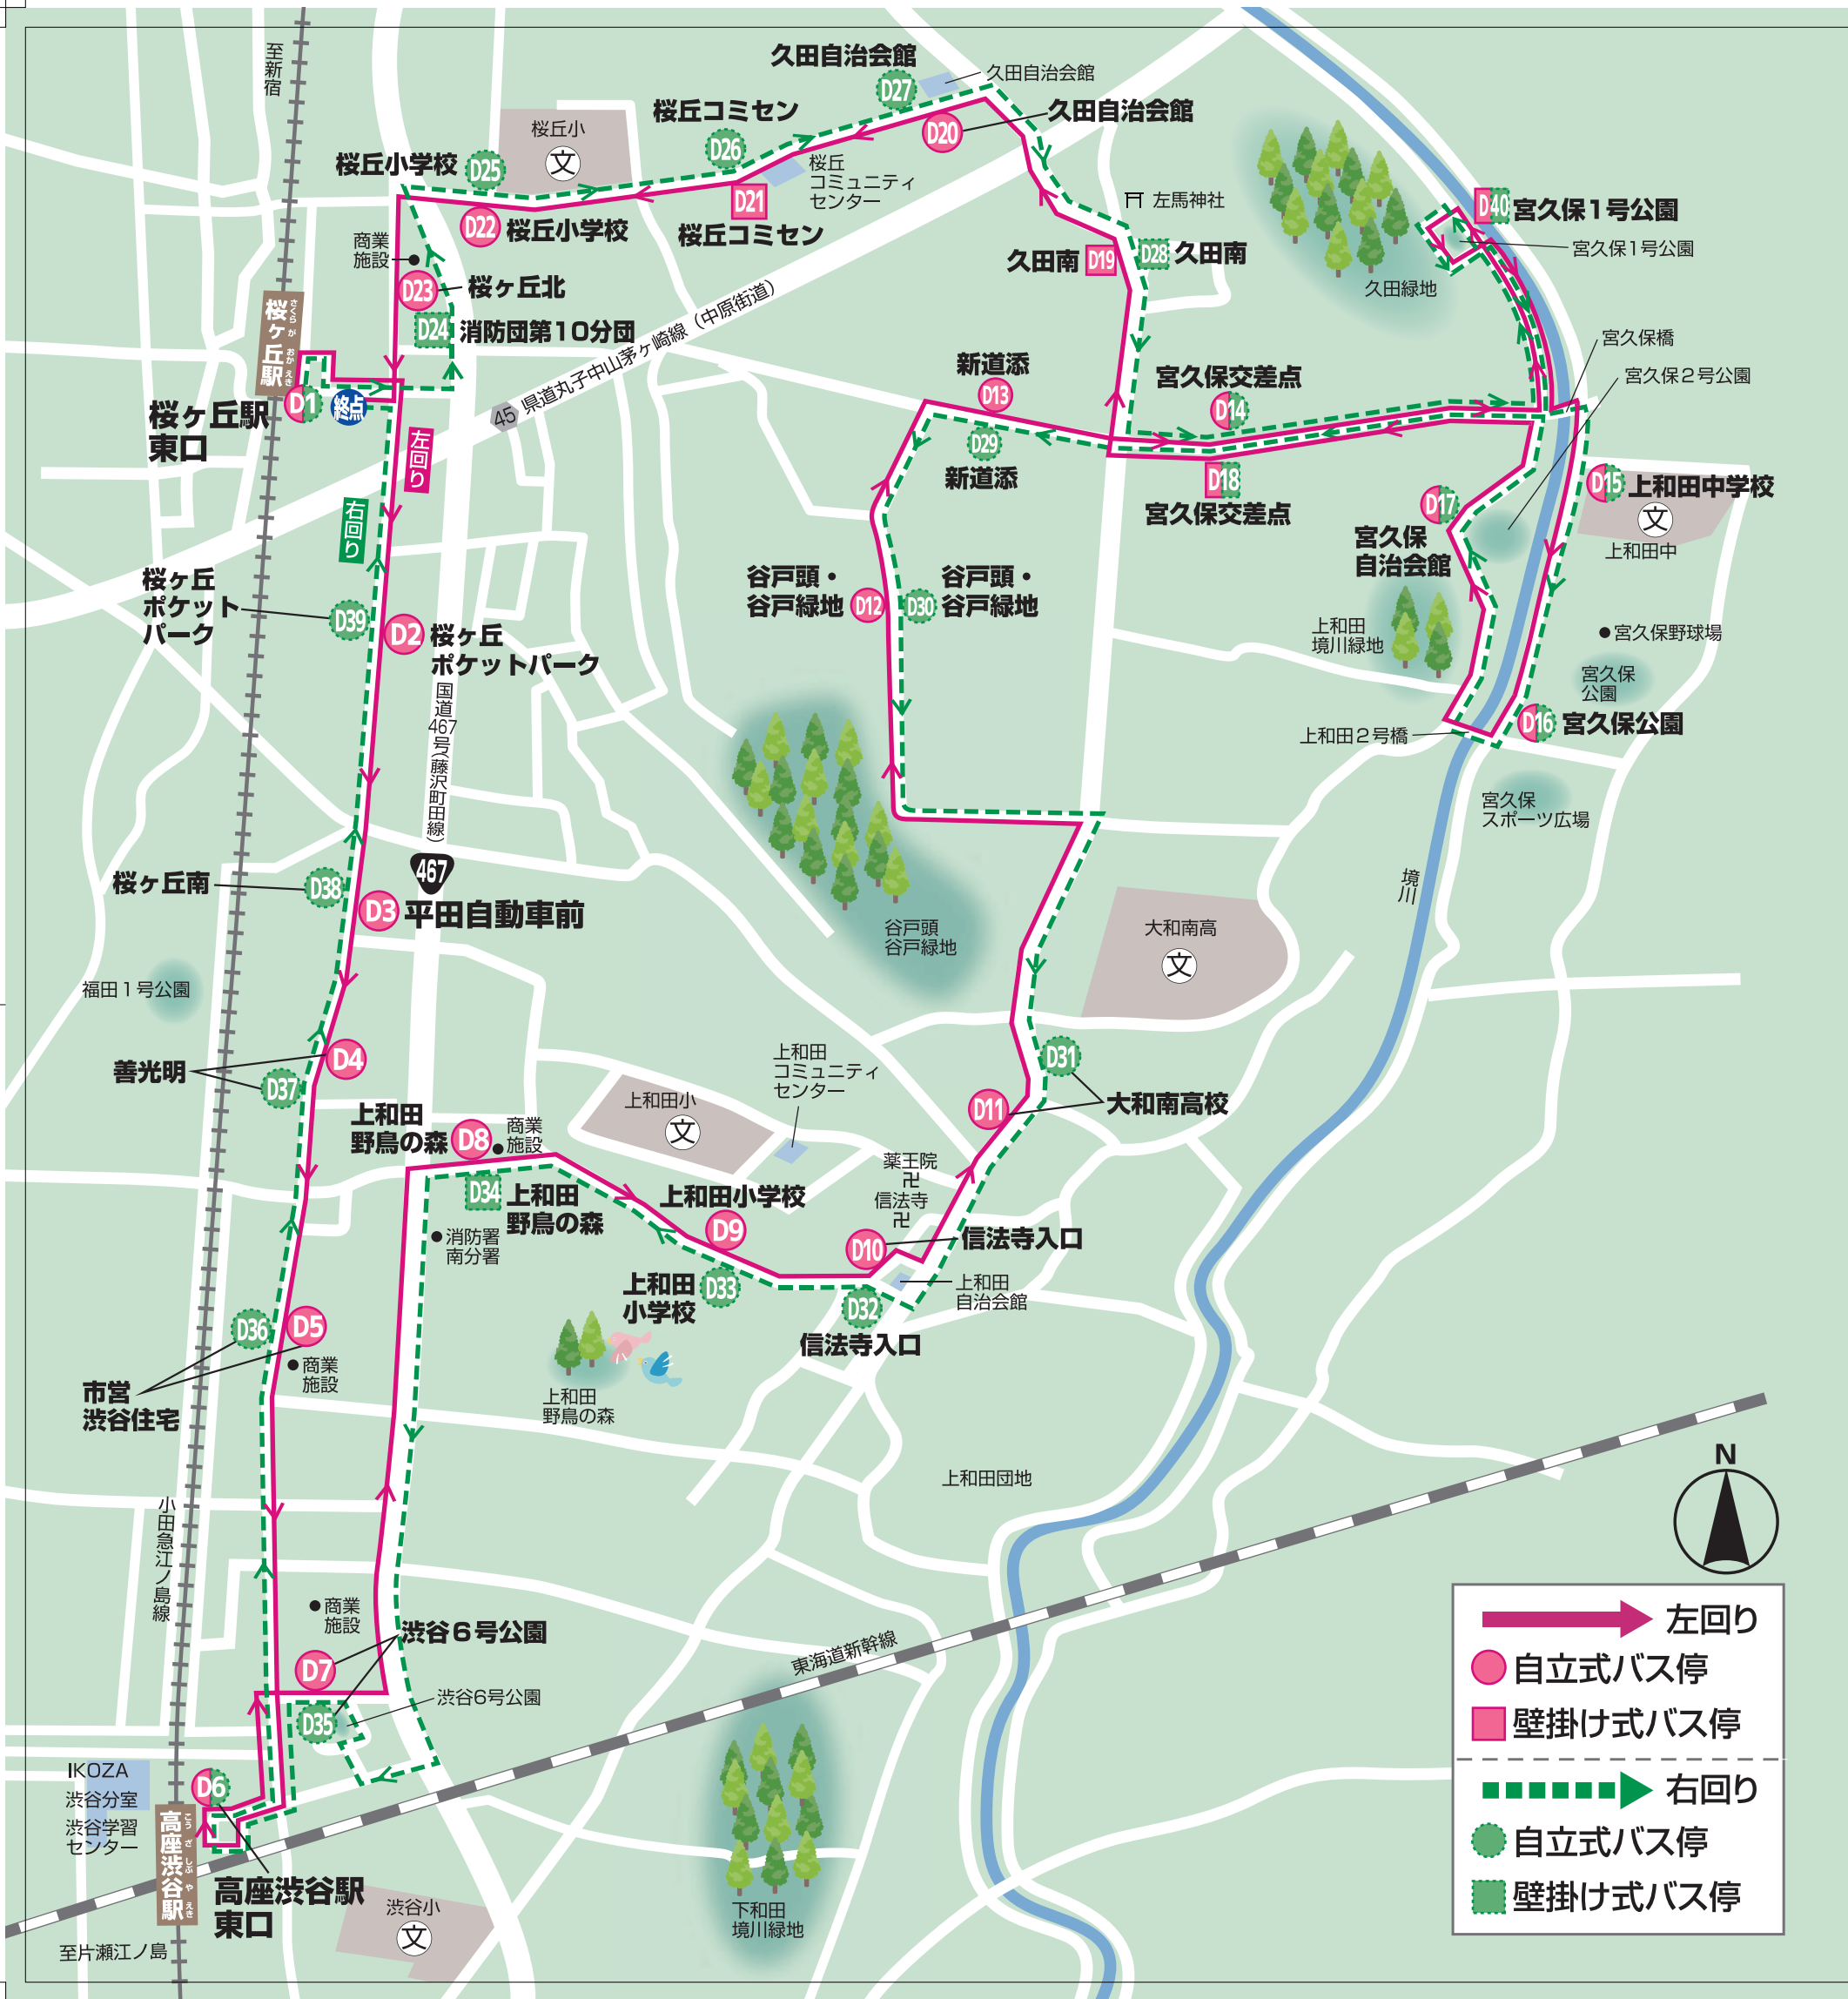 至新宿
久田自治会館
D27
久田自治会館
桜丘コミセン
D26
D20
久田自治会館
桜丘小
文
桜丘小学校
D25
桜丘
コミュニティ
センター
D21
桜丘コミセン
D22
桜丘小学校
左馬神社
D40
宮久保1号公園
宮久保1号公園
商業
施設
D23
桜ヶ丘北
久田南
D19
D28
久田南
久田緑地
D24
消防団第10分団
桜ヶ丘駅
さくら
が
おか
えき
45
県道丸子中山茅ヶ崎線（中原街道）
宮久保橋
宮久保2号公園
新道添
D13
宮久保交差点
D14
D1
終点
桜ヶ丘駅
東口
左回り
右回り
D29
新道添
D18
宮久保交差点
D15
上和田中学校
文
上和田中
D17
宮久保
自治会館
桜ヶ丘
ポケット
パーク
D39
D2
桜ヶ丘
ポケットパーク
谷戸頭・
谷戸緑地
D12
D30
谷戸頭・
谷戸緑地
上和田
境川緑地
宮久保野球場
宮久保
公園
国道467号(藤沢町田線)
467
D16
宮久保公園
上和田2号橋
宮久保
スポーツ広場
桜ヶ丘南
D38
D3
平田自動車前
境川
谷戸頭
谷戸緑地
大和南高
文
福田1号公園
善光明
D4
D37
D31
大和南高校
D11
上和田
コミュニティ
センター
上和田小
文
上和田
野鳥の森
D8
商業
施設
D34
上和田
野鳥の森
消防署
南分署
上和田小学校
D9
薬王院
卍
信法寺
卍
D10
信法寺入口
上和田
自治会館
上和田
小学校
D33
D32
信法寺入口
D36
D5
商業
施設
市営
渋谷住宅
上和田
野鳥の森
上和田団地
小田急江ノ島線
N
商業
施設
渋谷6号公園
D7
渋谷6号公園
D35
東海道新幹線
IKOZA
渋谷分室
渋谷学習
センター
D6
高座渋谷駅
こう
ざ
しぶ
や
えき
高座渋谷駅
東口
渋谷小
文
下和田
境川緑地
至片瀬江ノ島
左回り
自立式バス停
壁掛け式バス停
右回り
自立式バス停
壁掛け式バス停